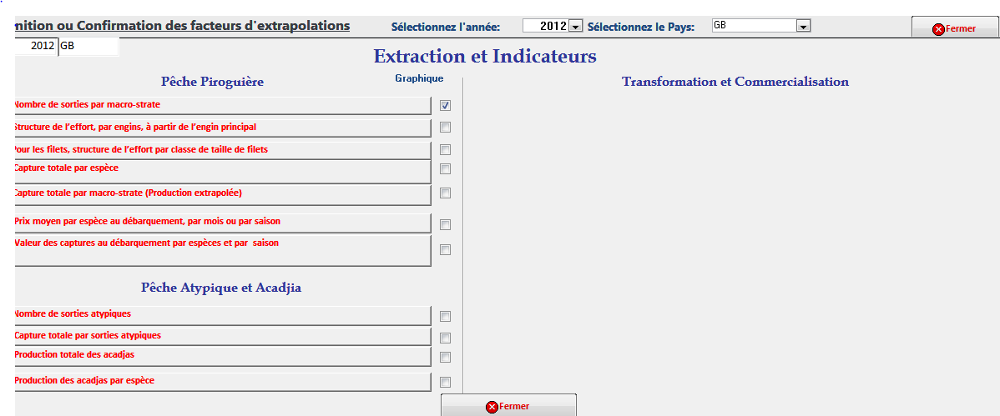 nition ou Confirmation des facteurs d'extrapolations Sélectionnez l'année: 2012 Sélectionnez le Pays: GB Fermer
2012 GB
Extraction et Indicateurs
Pêche Piroguière Graphique Transformation et Commercialisation
Nombre de sorties par macro-strate
Structure de l'effort, par engins, à partir de l'engin principal
Pour les filets, structure de l'effort par classe de taille de filets
Capture totale par espèce
Capture totale par macro-strate (Production extrapolée)
Prix moyen par espèce au débarquement, par mois ou par saison
Valeur des captures au débarquement par espèces et par saison
Pêche Atypique et Acadjia
Nombre de sorties atypiques
Capture totale par sorties atypiques
Production totale des acadjas
Production des acadjas par espèce
Fermer